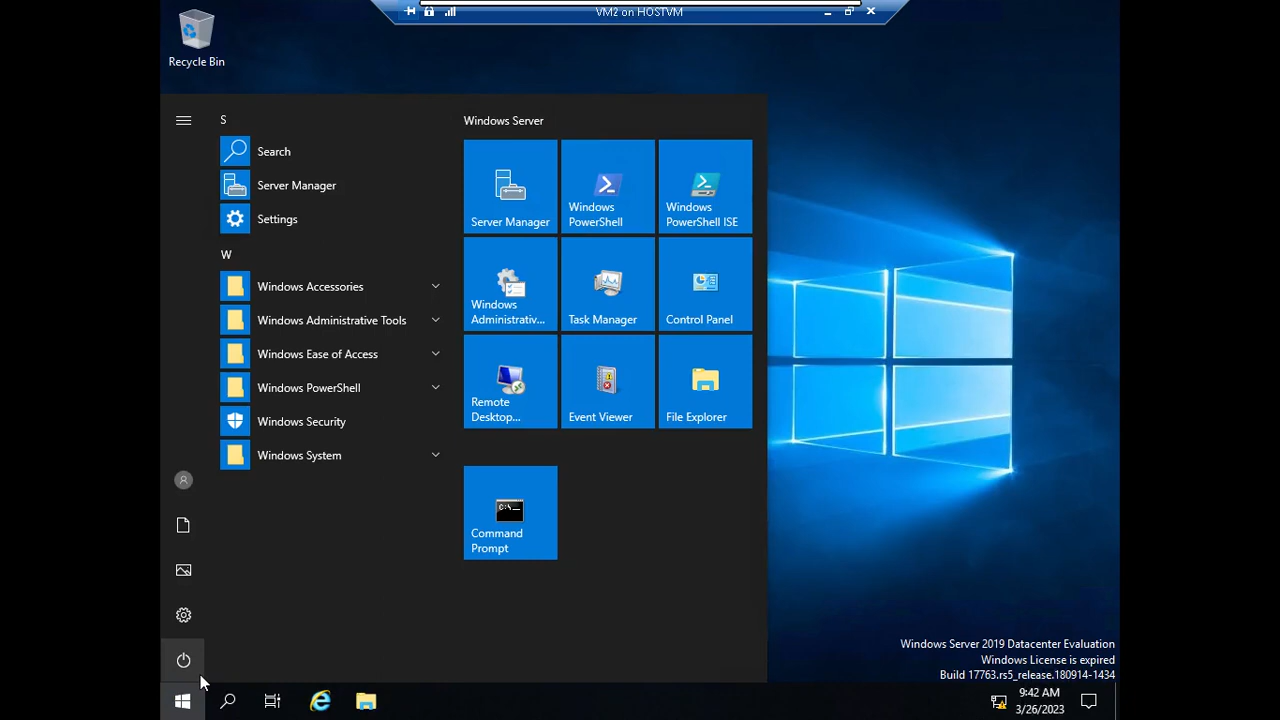 VM2 on HOSTVM
Recycle Bin
S
Search
Server Manager
Settings
W
Windows Accessories
Windows Administrative Tools
Windows Ease of Access
Windows PowerShell
Windows Security
Windows System
Windows Server
Server Manager
Windows
PowerShell
Windows
PowerShell ISE
Windows
Administrativ...
Task Manager
Control Panel
Remote
Desktop...
Event Viewer
File Explorer
C:\_
Command
Prompt
Windows Server 2019 Datacenter Evaluation
Windows License is expired
Build 17763.rs5_release.180914-1434
9:42 AM
3/26/2023